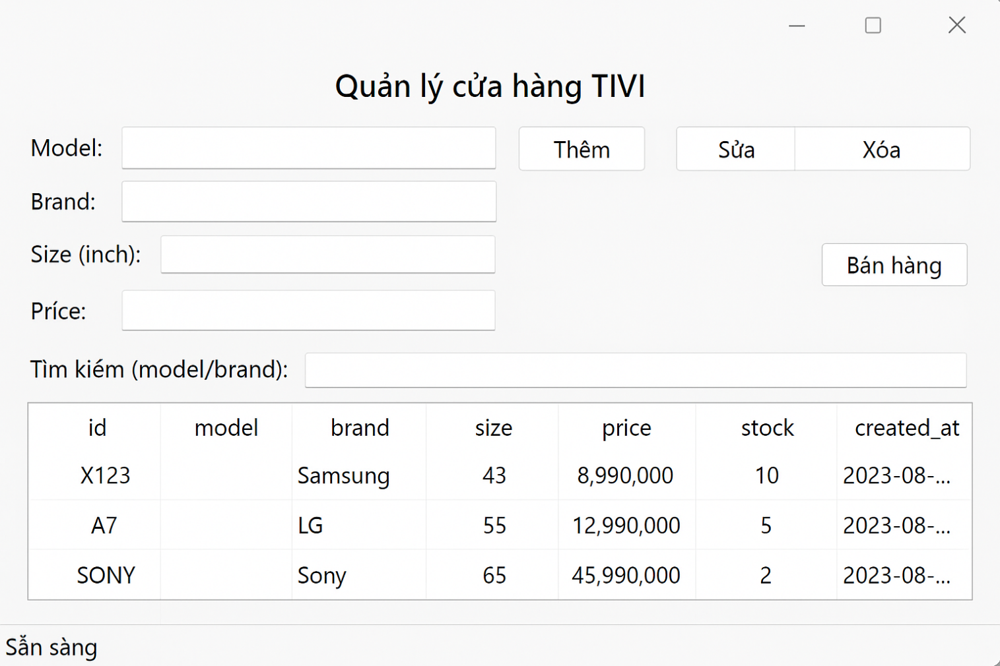 Quản lý cửa hàng TIVI
Model: Thêm Sửa Xóa
Brand:
Size (inch):
Bán hàng
Príce:
Tìm kiếm (model/brand):
id model brand size price stock created_at
X123 Samsung 43 8,990,000 10 2023-08-...
A7 LG 55 12,990,000 5 2023-08-...
SONY Sony 65 45,990,000 2 2023-08-...
Sẵn sàng